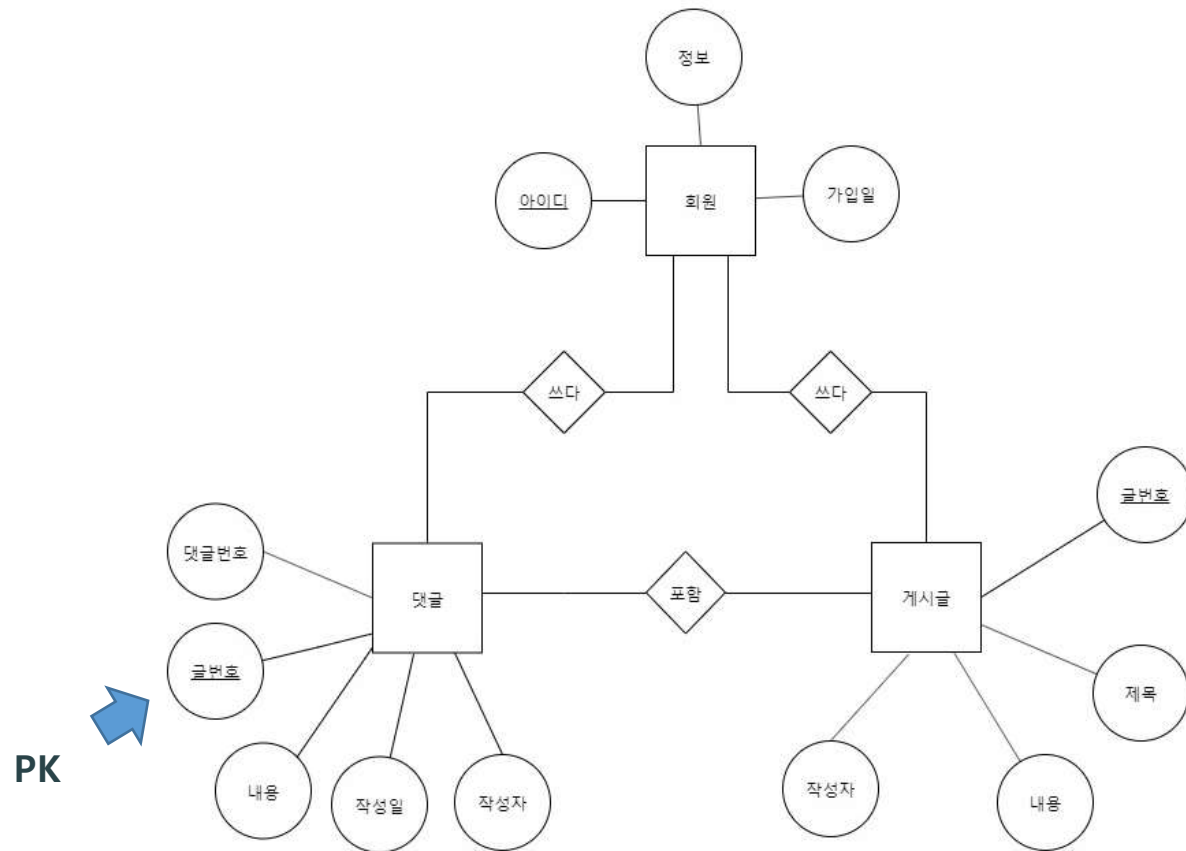 정보
아이디
회원
가입일
쓰다
쓰다
글번호
댓글번호
댓글
포함
게시글
글번호
제목
PK
내용
작성일
작성자
작성자
내용